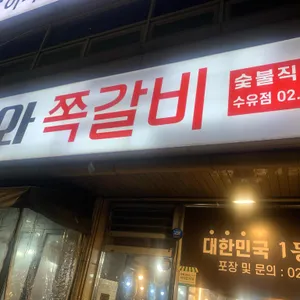 와 쪽갈비
숯불직
수유점 02.
대한민국 1등
포장 및 문의 : 02